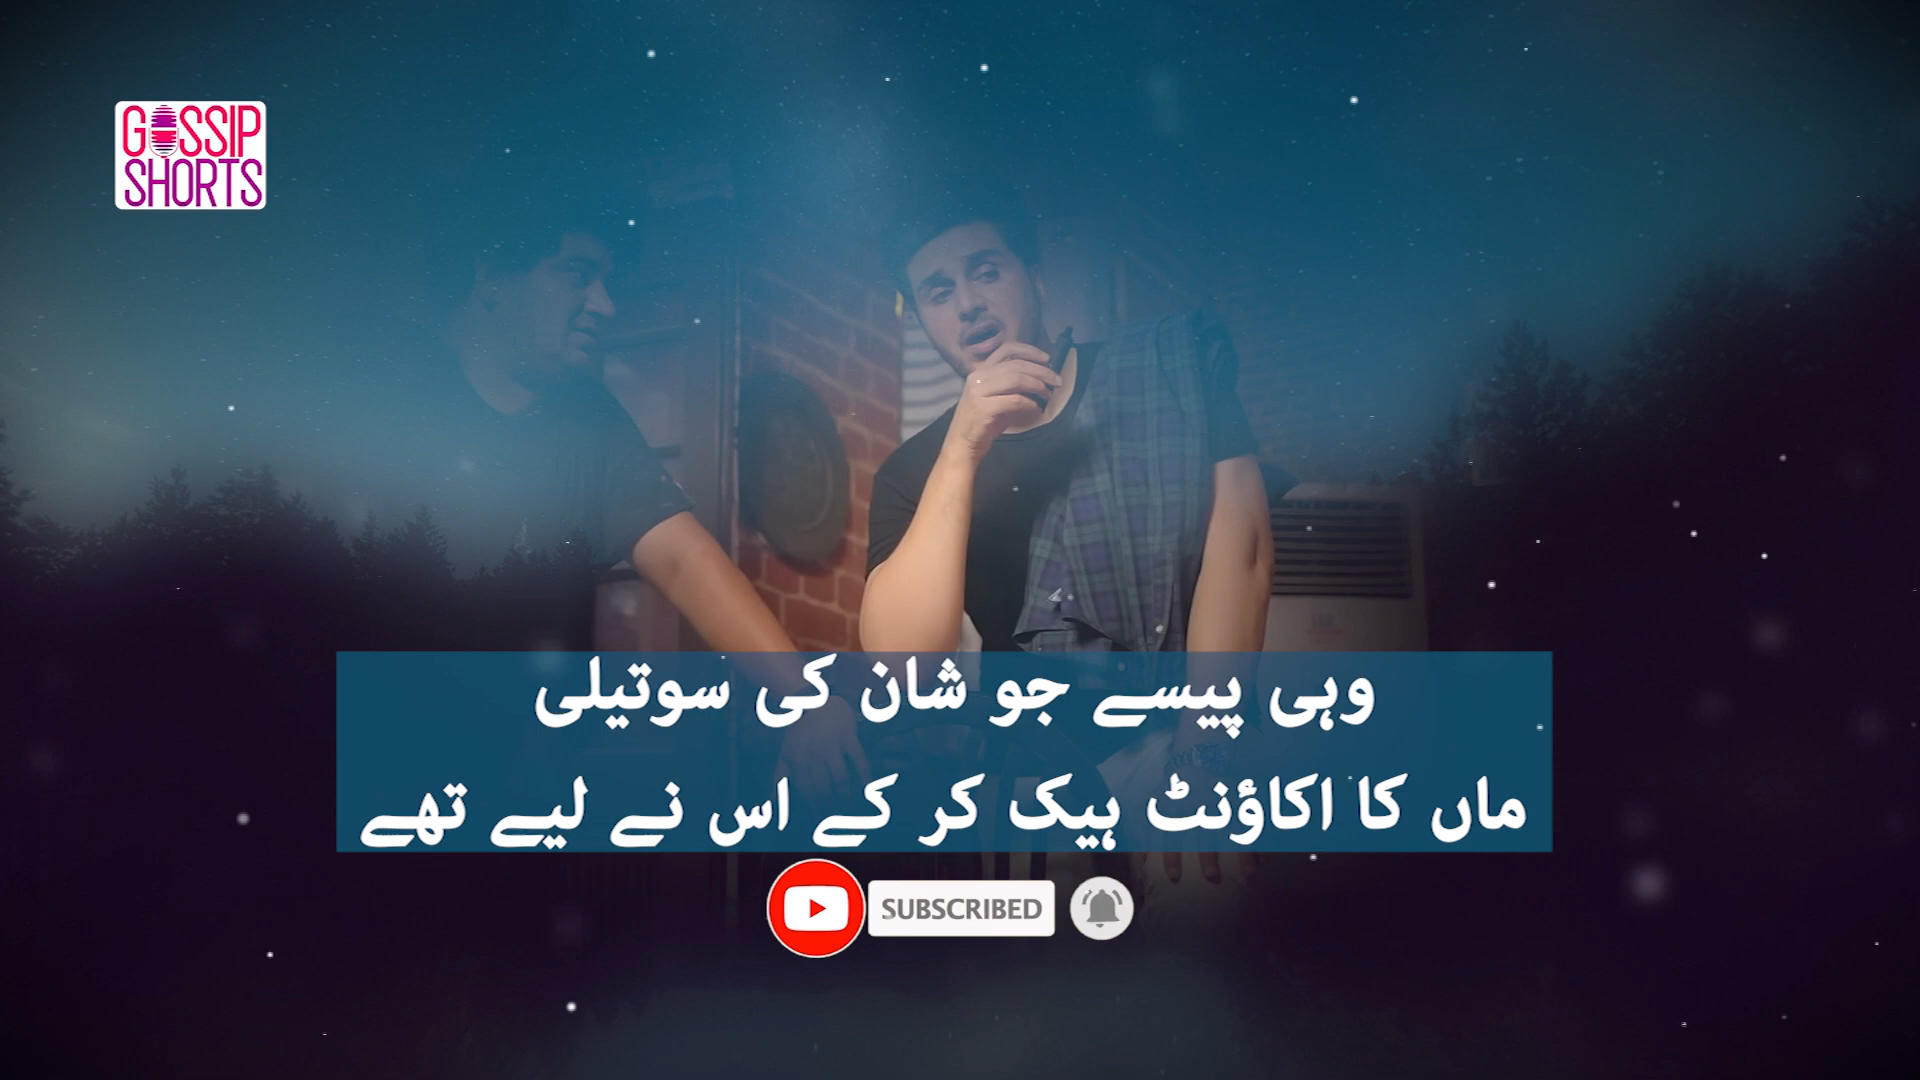 GOSSIP
SHORTS
وہی پیسے جو شان کی سوتیلی
ماں کا اکاؤنٹ ہیک کر کے اس نے لیے تھے
SUBSCRIBED